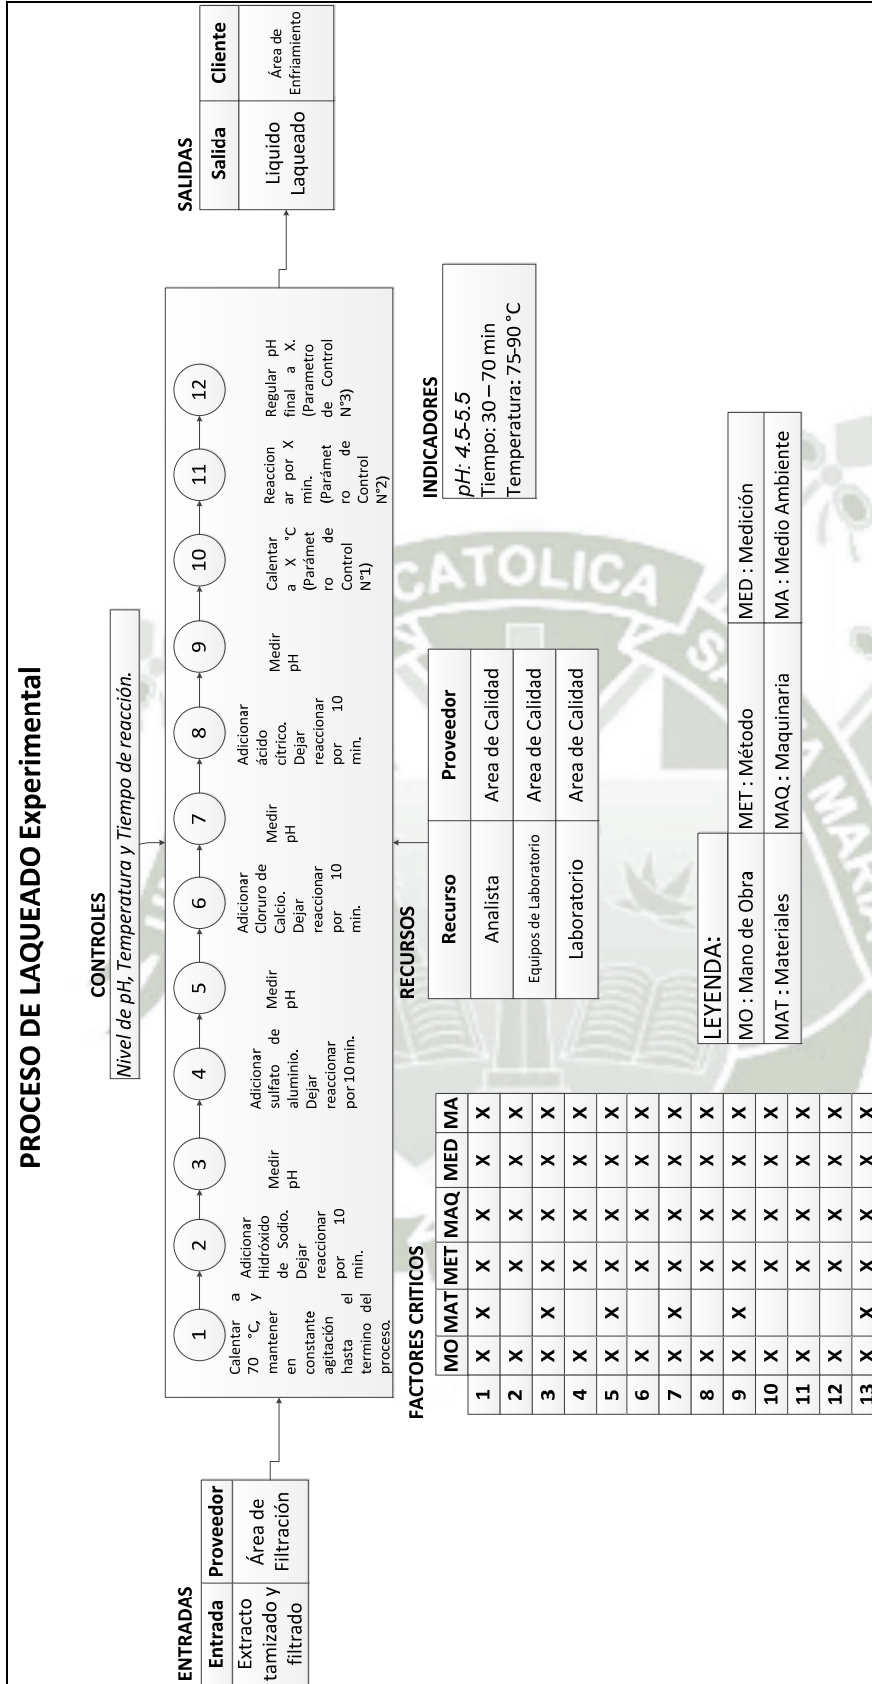 PROCESO DE LAQUEADO Experimental
CONTROLES
Nivel de pH, Temperatura y Tiempo de reacción.
ENTRADAS
Entrada Proveedor
Extracto tamizado y filtrado
Área de Filtración
1
Calentar a
70 °C, y
mantener
en
constante
agitación
hasta el
termino del
proceso.
2
Adicionar
Hidróxido
de Sodio.
Dejar
reaccionar
por 10
min.
3
Medir
pH
4
Adicionar
sulfato de
aluminio.
Dejar
reaccionar
por 10 min.
5
Medir
pH
6
Adicionar
Cloruro de
Calcio.
Dejar
reaccionar
por 10
min.
7
Medir
pH
8
Adicionar
ácido
cítrico.
Dejar
reaccionar
por 10
min.
9
Medir
pH
10
Calentar
a X °C
(Parámet
ro de
Control
N°1)
11
Reaccion
ar por X
min.
(Parámet
ro de
Control
N°2)
12
Regular pH
final a X.
(Parametro
de Control
N°3)
SALIDAS
Salida Cliente
Liquido Laqueado
Área de Enfriamiento
FACTORES CRITICOS
MO MAT MET MAQ MED MA
1 X X X X X X
2 X X X X X
3 X X X X X X
4 X X X X X
5 X X X X X X
6 X X X X X
7 X X X X X X
8 X X X X X
9 X X X X X X
10 X X X X X
11 X X X X X
12 X X X X X
13 X X X X X X
RECURSOS
Recurso Proveedor
Analista Area de Calidad
Equipos de Laboratorio Area de Calidad
Laboratorio Area de Calidad
INDICADORES
pH: 4.5-5.5
Tiempo: 30 – 70 min
Temperatura: 75-90 °C
LEYENDA:
MO : Mano de Obra MET : Método MED : Medición
MAT : Materiales MAQ : Maquinaria MA : Medio Ambiente
CATOLICA
MARIA